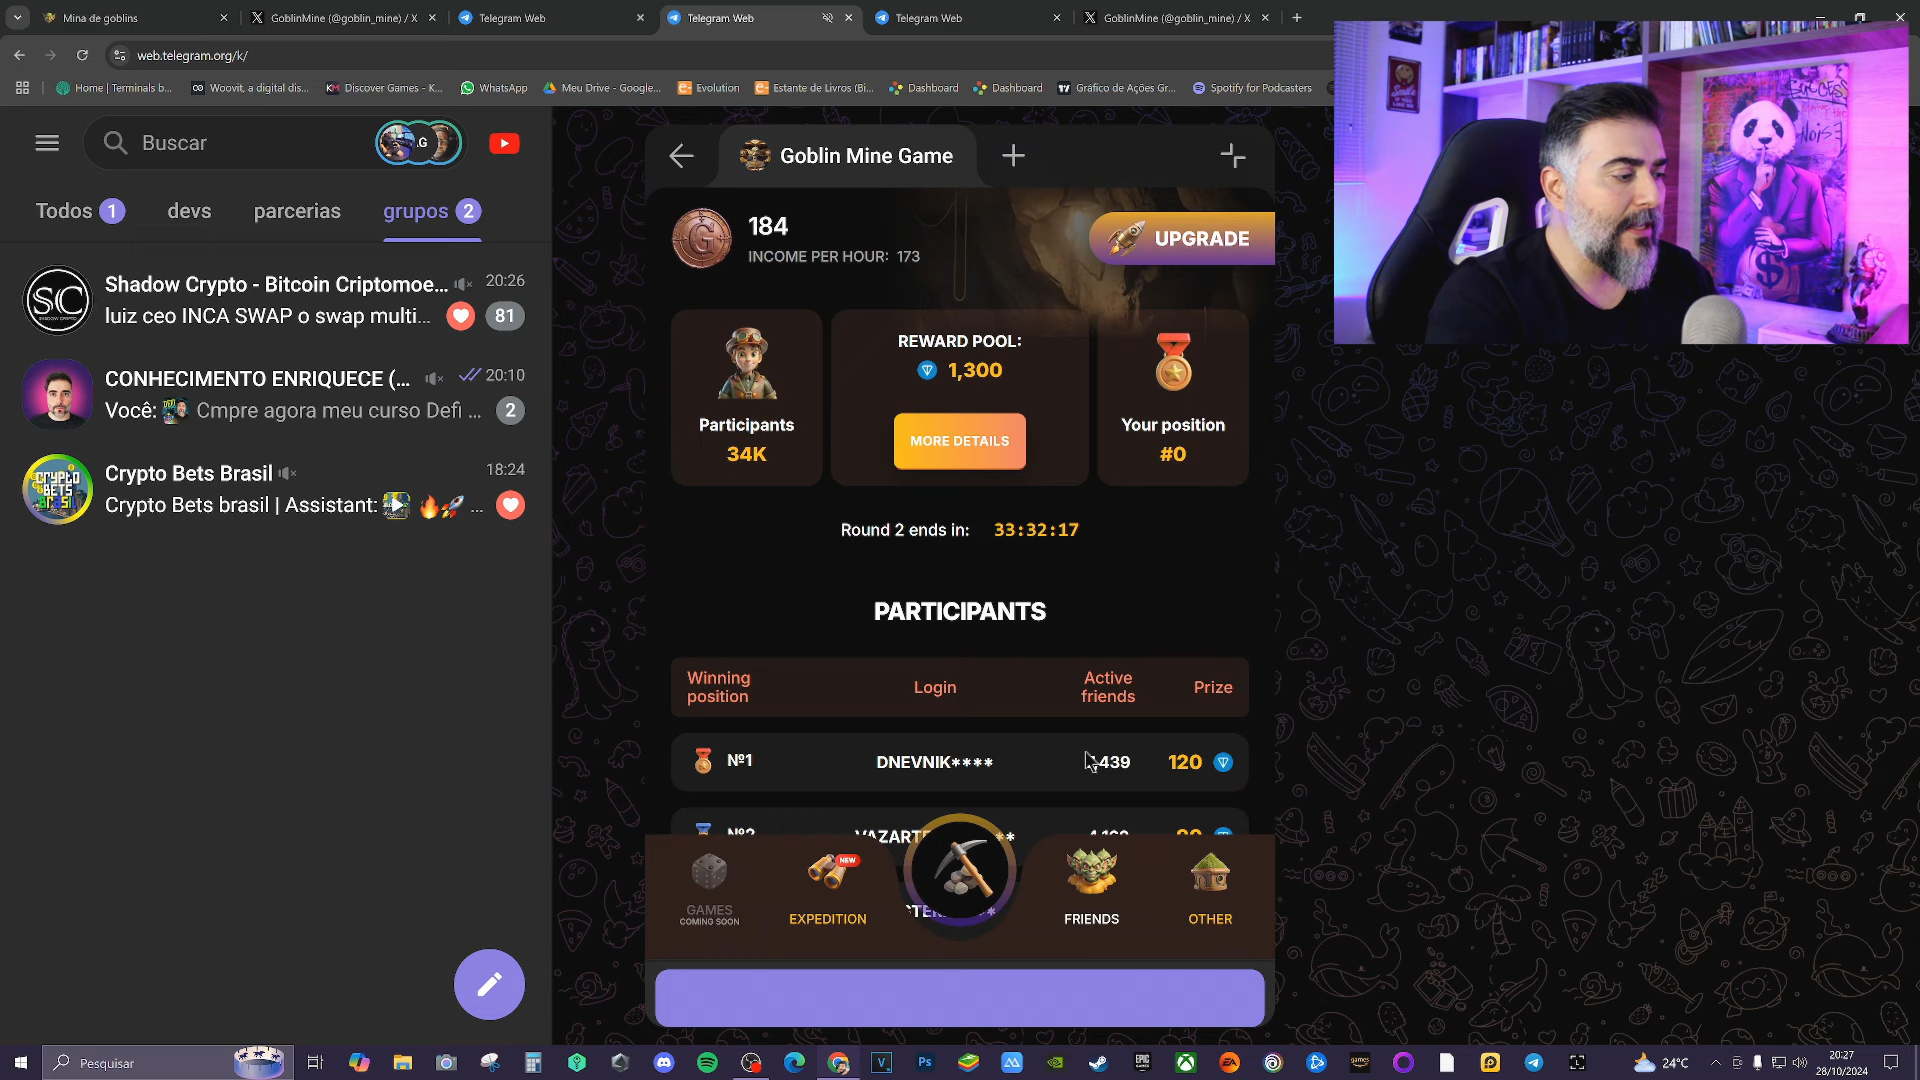 Mina de goblins
GoblinMine (@goblin_mine) / X
Telegram Web
Telegram Web
Telegram Web
GoblinMine (@goblin_mine) / X
web.telegram.org/k/
Home | Terminals b...
Woovit, a digital dis...
Discover Games - K...
WhatsApp
Meu Drive - Google...
Evolution
Estante de Livros (Bi...
Dashboard
Dashboard
Gráfico de Ações Gr...
Spotify for Podcasters
Buscar
Todos 1
devs
parcerias
grupos 2
Shadow Crypto - Bitcoin Criptomoe...
20:26
luiz ceo INCA SWAP o swap multi...
81
CONHECIMENTO ENRIQUECE (...
20:10
Você: Cmpre agora meu curso Defi ...
2
Crypto Bets Brasil
18:24
Crypto Bets brasil | Assistant: ...
Goblin Mine Game
184
INCOME PER HOUR: 173
UPGRADE
Participants
34K
REWARD POOL:
1,300
MORE DETAILS
Your position
#0
Round 2 ends in: 33:32:17
PARTICIPANTS
Winning position
Login
Active friends
Prize
Nº1
DNEVNIK****
439
120
Nº2
GAMES
COMING SOON
NEW
EXPEDITION
FRIENDS
OTHER
Pesquisar
24°C
20:27
28/10/2024